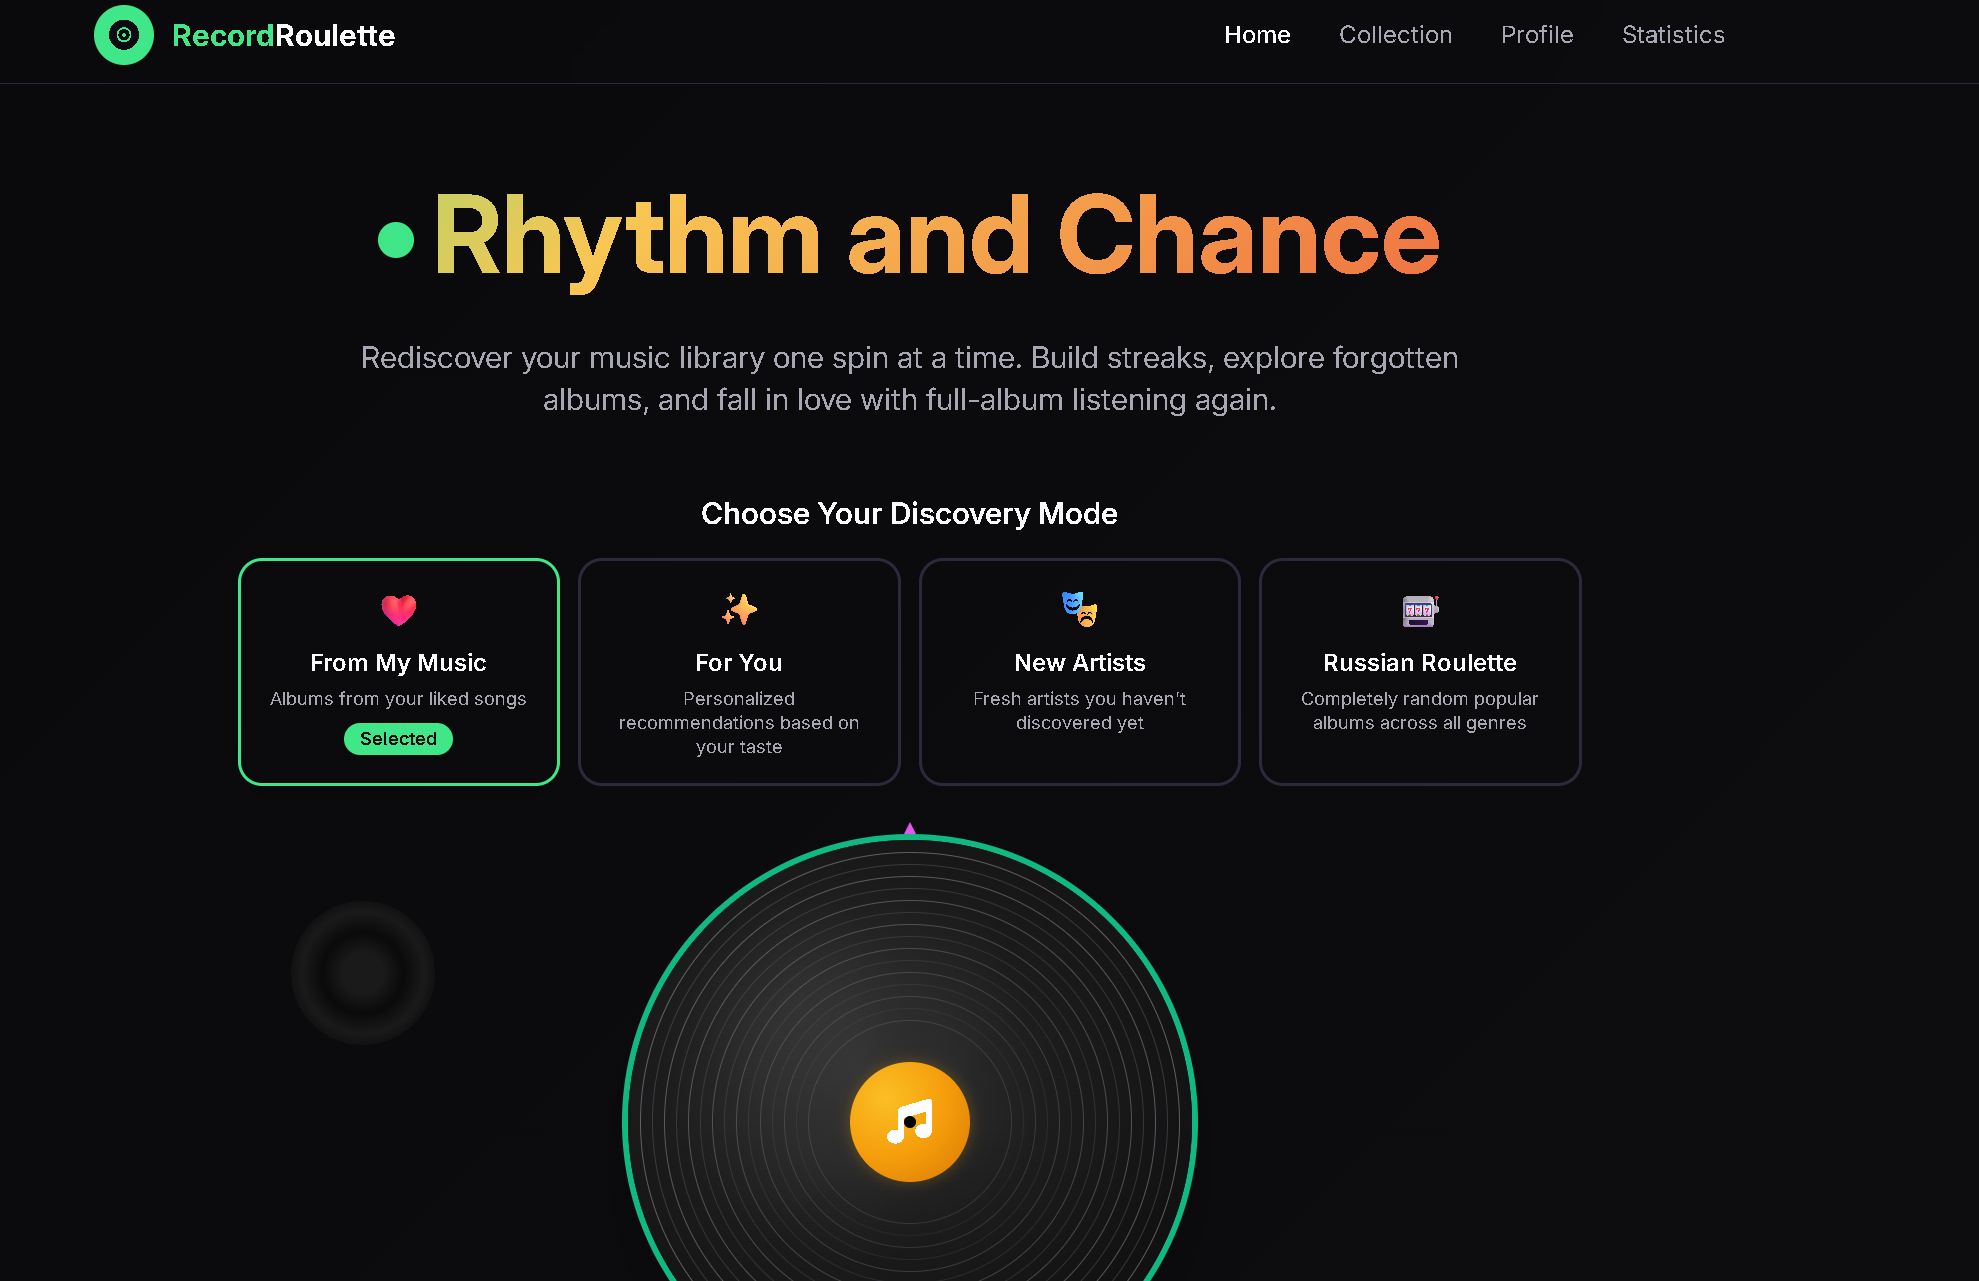 RecordRoulette
Home
Collection
Profile
Statistics
Rhythm and Chance
Rediscover your music library one spin at a time. Build streaks, explore forgotten
albums, and fall in love with full-album listening again.
Choose Your Discovery Mode
From My Music
Albums from your liked songs
Selected
For You
Personalized
recommendations based on
your taste
New Artists
Fresh artists you haven't
discovered yet
Russian Roulette
Completely random popular
albums across all genres